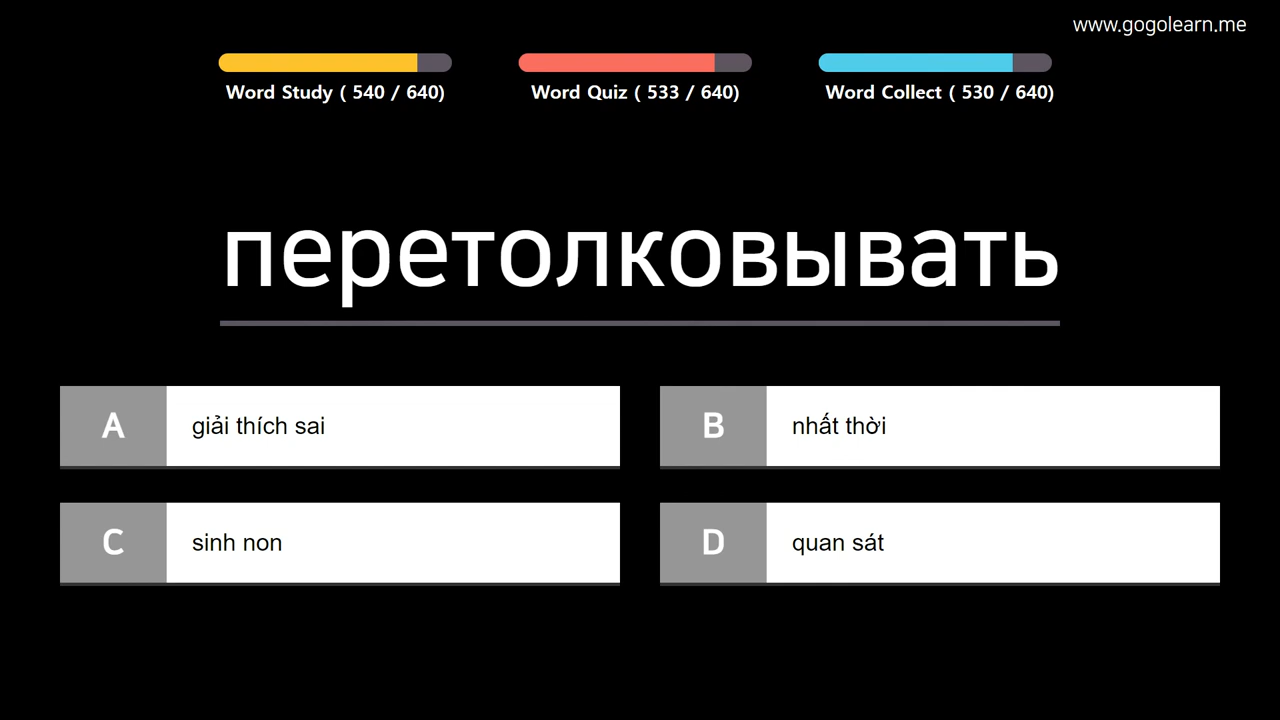 www.gogolearn.me
Word Study ( 540 / 640)
Word Quiz ( 533 / 640)
Word Collect ( 530 / 640)
перетолковывать
A giải thích sai
B nhất thời
C sinh non
D quan sát